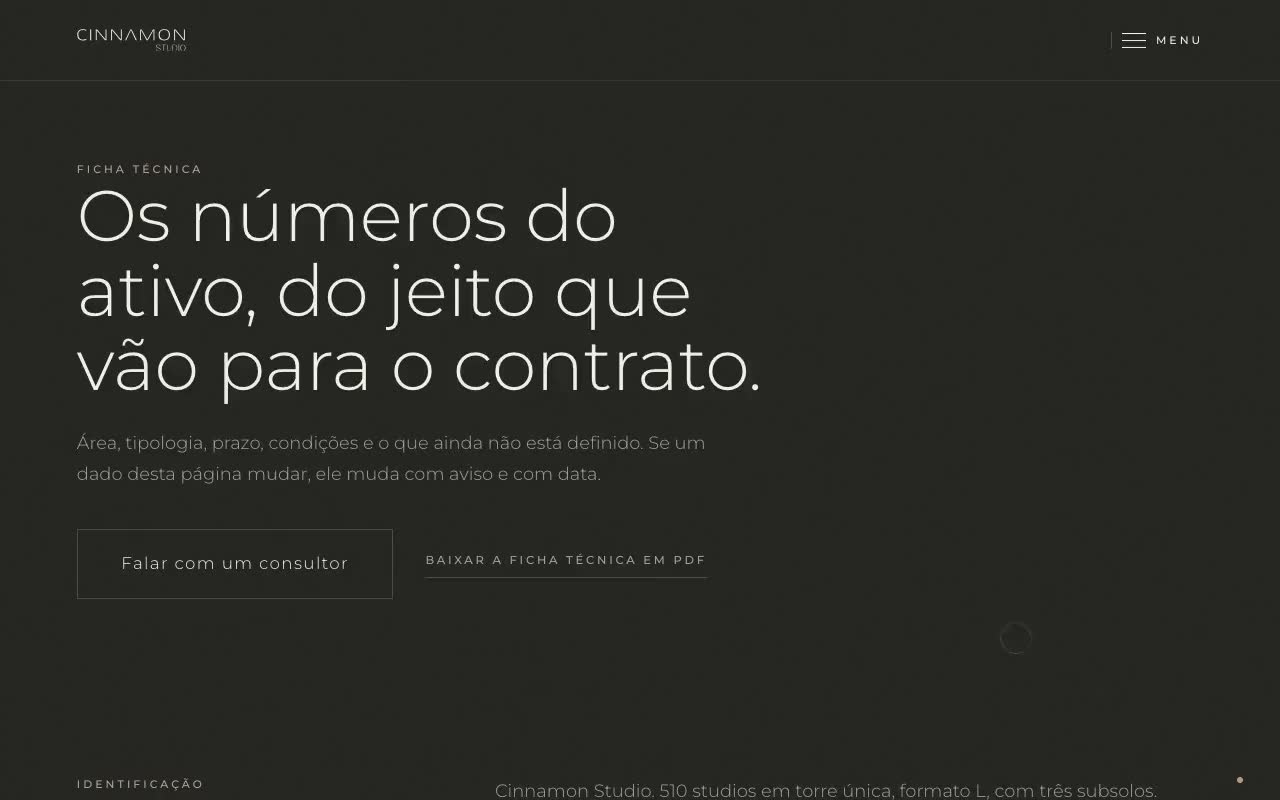 CINNAMON
STUDIO
MENU
FICHA TÉCNICA
Os números do
ativo, do jeito que
vão para o contrato.
Área, tipologia, prazo, condições e o que ainda não está definido. Se um
dado desta página mudar, ele muda com aviso e com data.
Falar com um consultor
BAIXAR A FICHA TÉCNICA EM PDF
IDENTIFICAÇÃO
Cinnamon Studio. 510 studios em torre única, formato L, com três subsolos.